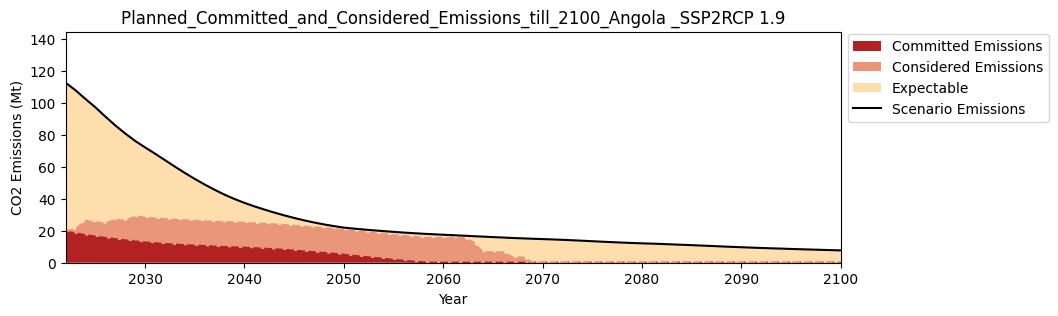 Planned_Committed_and_Considered_Emissions_till_2100_Angola _SSP2RCP 1.9
140
120
100
80
60
40
20
0
CO2 Emissions (Mt)
2030 2040 2050 2060 2070 2080 2090 2100
Year
Committed Emissions
Considered Emissions
Expectable
Scenario Emissions